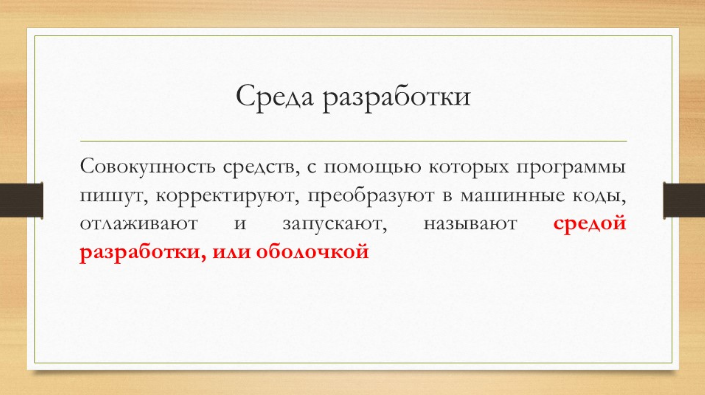 Среда разработки
Совокупность средств, с помощью которых программы
пишут, корректируют, преобразуют в машинные коды,
отлаживают и запускают, называют средой
разработки, или оболочкой